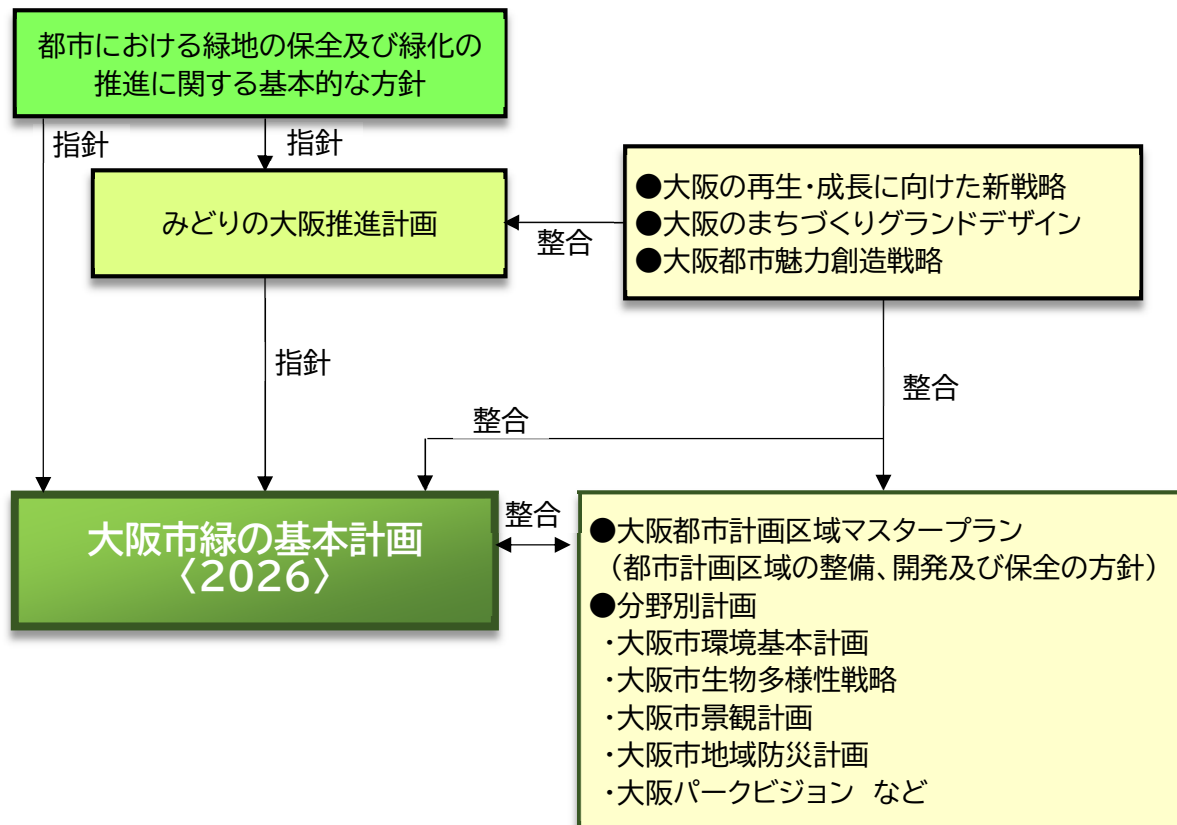 都市における緑地の保全及び緑化の
推進に関する基本的な方針
指針
指針
みどりの大阪推進計画
整合
●大阪の再生・成長に向けた新戦略
●大阪のまちづくりグランドデザイン
●大阪都市魅力創造戦略
指針
整合
整合
大阪市緑の基本計画
〈2026〉
整合
●大阪都市計画区域マスタープラン
（都市計画区域の整備、開発及び保全の方針）
●分野別計画
・大阪市環境基本計画
・大阪市生物多様性戦略
・大阪市景観計画
・大阪市地域防災計画
・大阪パークビジョン　など